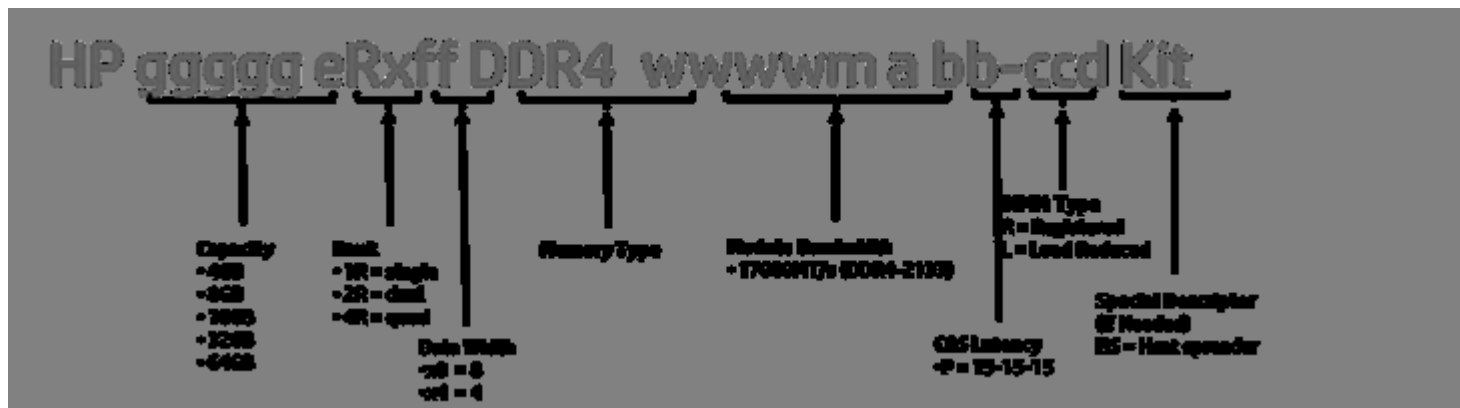 HP ggggg eRxff DDR4 wwwwm a bb-ccd Kit
Capacity
• 4GB
• 8GB
• 16GB
• 32GB
• 64GB
Rank
• 1R = single
• 2R = dual
• 4R = quad
Data Width
•x8 = 8
•x4 = 4
Memory Type
Module Bandwidth
• 17000MT/s (DDR4-2133)
CAS Latency
•P = 15-15-15
DIMM Type
R = Registered
L = Load Reduced
Special Descriptor
(if Needed)
HS = Heat spreader